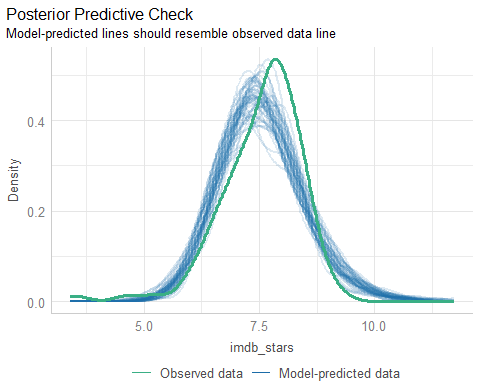 Posterior Predictive Check
Model-predicted lines should resemble observed data line
Density
0.4
0.2
0.0
5.0 7.5 10.0
imdb_stars
Observed data Model-predicted data